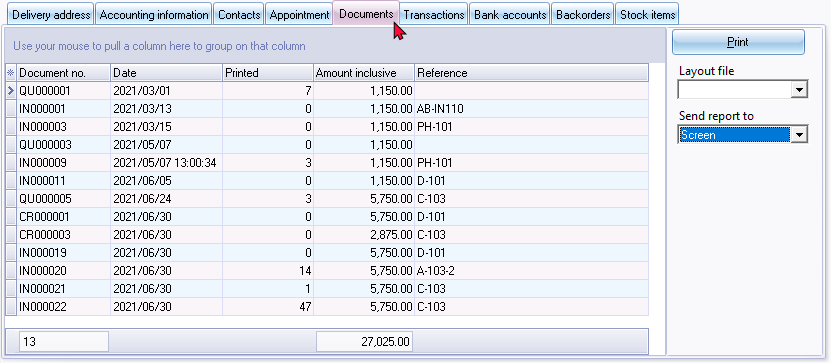 Delivery address Accounting information Contacts Appointment Documents Transactions Bank accounts Backorders Stock items
Use your mouse to pull a column here to group on that column
Print
Layout file
Send report to
Screen
Document no. Date Printed Amount inclusive Reference
QU000001 2021/03/01 7 1,150.00
IN000001 2021/03/13 0 1,150.00 AB-IN110
IN000003 2021/03/15 0 1,150.00 PH-101
QU000003 2021/05/07 0 1,150.00
IN000009 2021/05/07 13:00:34 3 1,150.00 PH-101
IN000011 2021/06/05 0 1,150.00 D-101
QU000005 2021/06/24 3 5,750.00 C-103
CR000001 2021/06/30 0 5,750.00 D-101
CR000003 2021/06/30 0 2,875.00 C-103
IN000019 2021/06/30 0 5,750.00 D-101
IN000020 2021/06/30 14 5,750.00 A-103-2
IN000021 2021/06/30 1 5,750.00 C-103
IN000022 2021/06/30 47 5,750.00 C-103
13 27,025.00